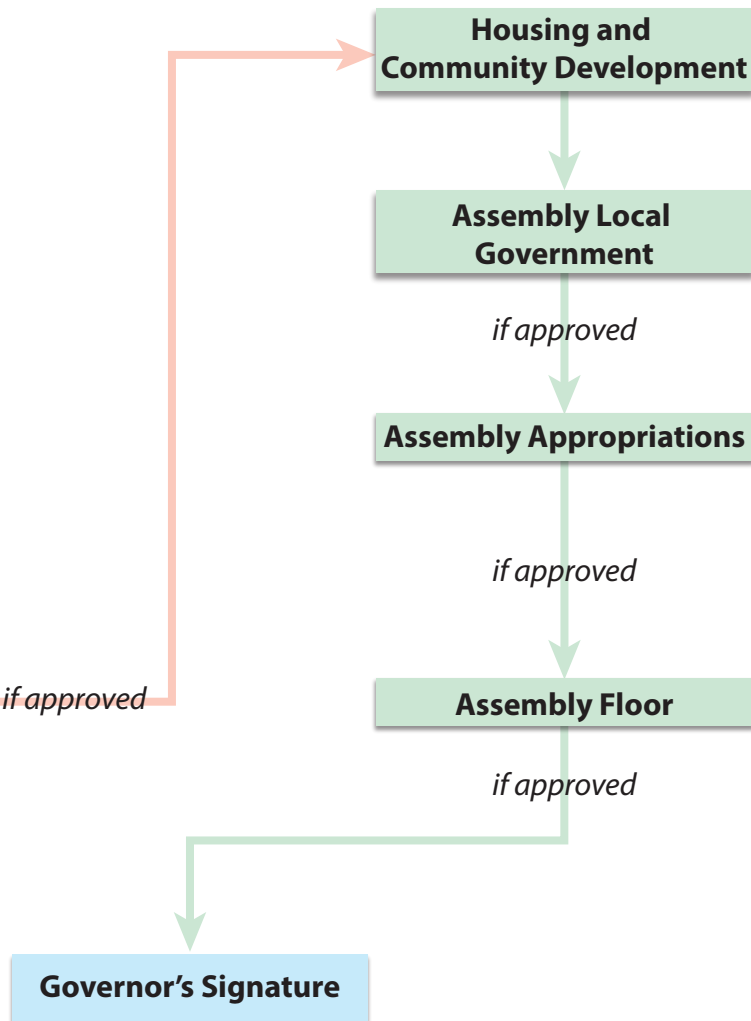 Housing and
Community Development
Assembly Local
Government
if approved
Assembly Appropriations
if approved
if approved
Assembly Floor
if approved
Governor’s Signature